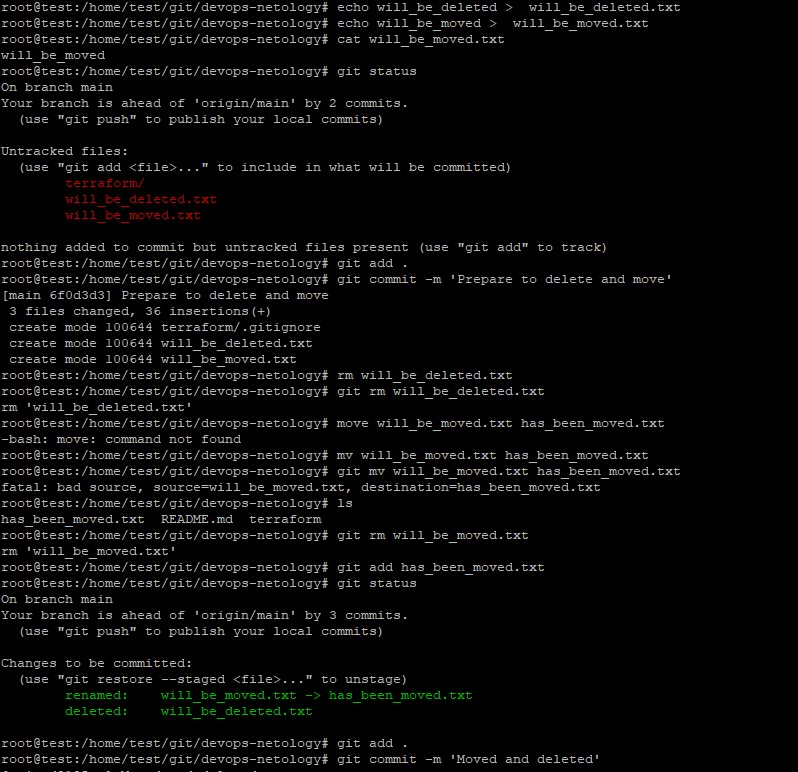 root@test:/home/test/git/devops-netology# echo will_be_deleted >  will_be_deleted.txt
root@test:/home/test/git/devops-netology# echo will_be_moved >  will_be_moved.txt
root@test:/home/test/git/devops-netology# cat will_be_moved.txt
will_be_moved
root@test:/home/test/git/devops-netology# git status
On branch main
Your branch is ahead of 'origin/main' by 2 commits.
  (use "git push" to publish your local commits)

Untracked files:
  (use "git add <file>..." to include in what will be committed)
        terraform/
        will_be_deleted.txt
        will_be_moved.txt

nothing added to commit but untracked files present (use "git add" to track)
root@test:/home/test/git/devops-netology# git add .
root@test:/home/test/git/devops-netology# git commit -m 'Prepare to delete and move'
[main 6f0d3d3] Prepare to delete and move
 3 files changed, 36 insertions(+)
 create mode 100644 terraform/.gitignore
 create mode 100644 will_be_deleted.txt
 create mode 100644 will_be_moved.txt
root@test:/home/test/git/devops-netology# rm will_be_deleted.txt
root@test:/home/test/git/devops-netology# git rm will_be_deleted.txt
rm 'will_be_deleted.txt'
root@test:/home/test/git/devops-netology# move will_be_moved.txt has_been_moved.txt
-bash: move: command not found
root@test:/home/test/git/devops-netology# mv will_be_moved.txt has_been_moved.txt
root@test:/home/test/git/devops-netology# git mv will_be_moved.txt has_been_moved.txt
fatal: bad source, source=will_be_moved.txt, destination=has_been_moved.txt
root@test:/home/test/git/devops-netology# ls
has_been_moved.txt  README.md  terraform
root@test:/home/test/git/devops-netology# git rm will_be_moved.txt
rm 'will_be_moved.txt'
root@test:/home/test/git/devops-netology# git add has_been_moved.txt
root@test:/home/test/git/devops-netology# git status
On branch main
Your branch is ahead of 'origin/main' by 3 commits.
  (use "git push" to publish your local commits)

Changes to be committed:
  (use "git restore --staged <file>..." to unstage)
        renamed:    will_be_moved.txt -> has_been_moved.txt
        deleted:    will_be_deleted.txt

root@test:/home/test/git/devops-netology# git add .
root@test:/home/test/git/devops-netology# git commit -m 'Moved and deleted'